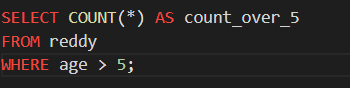 SELECT COUNT(*) AS count_over_5
FROM reddy
WHERE age > 5;